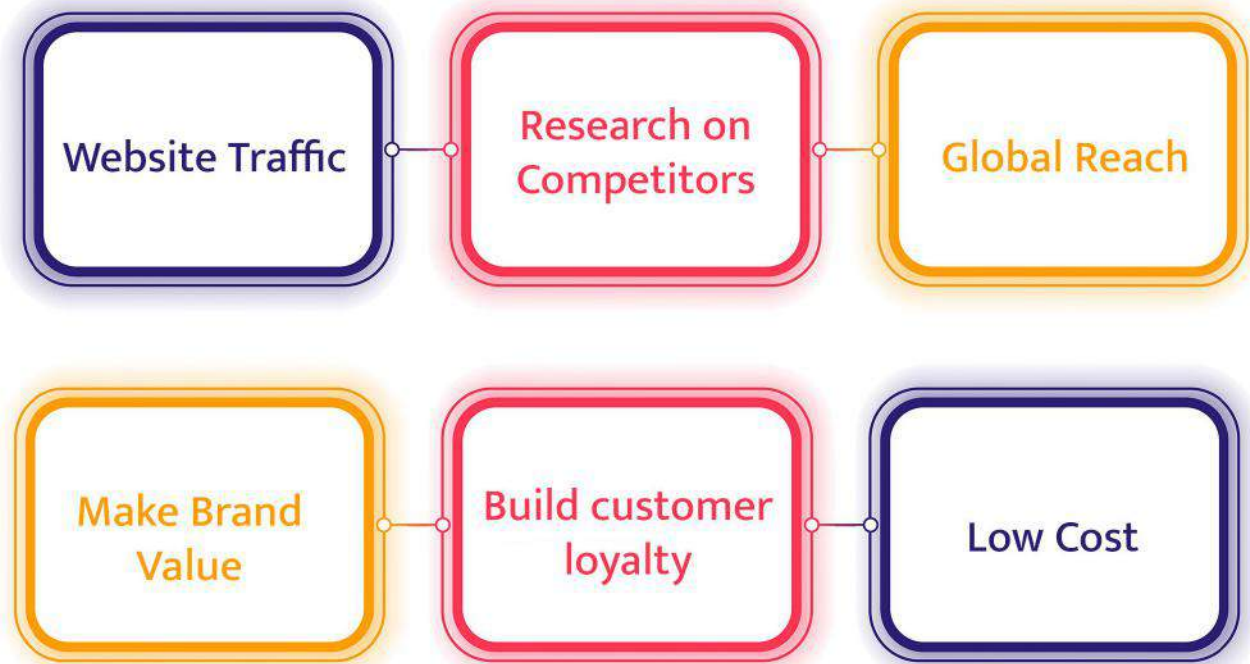 Website Traffic
Research on
Competitors
Global Reach
Make Brand
Value
Build customer
loyalty
Low Cost